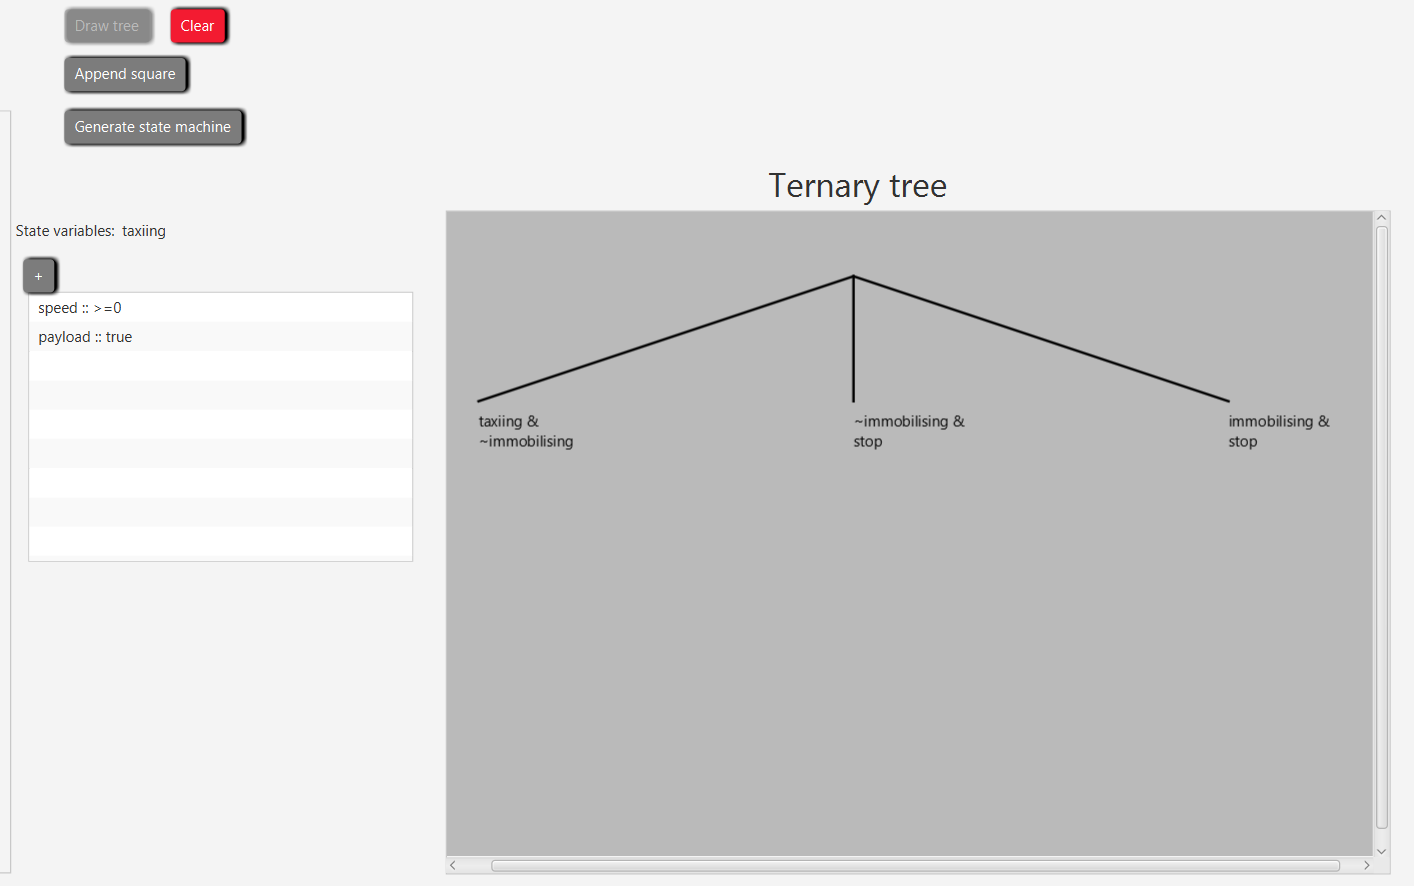 Draw tree
Clear
Append square
Generate state machine
Ternary tree
State variables: taxiing
+
speed :: >=0
payload :: true
taxiing &
~immobilising
~immobilising &
stop
immobilising &
stop